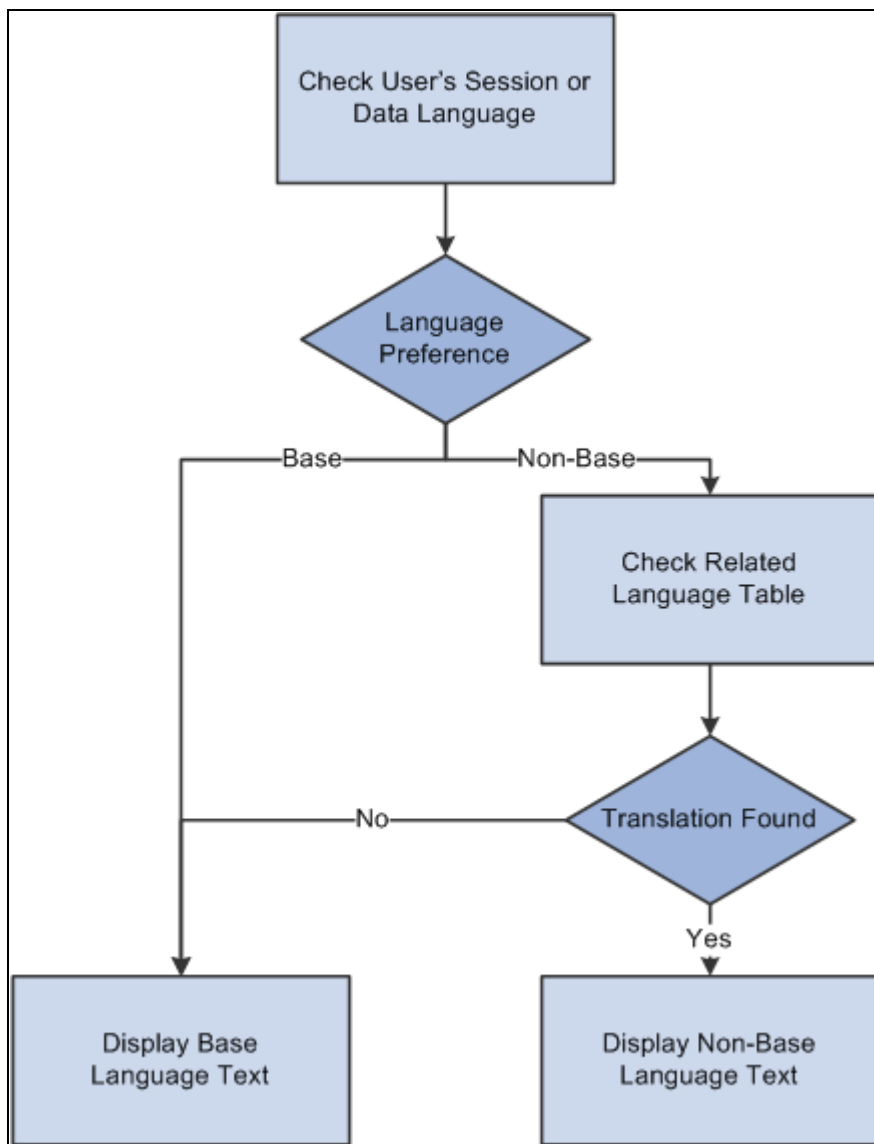 Check User's Session or
Data Language
Language
Preference
Base
Non-Base
Check Related
Language Table
No
Translation Found
Yes
Display Base
Language Text
Display Non-Base
Language Text